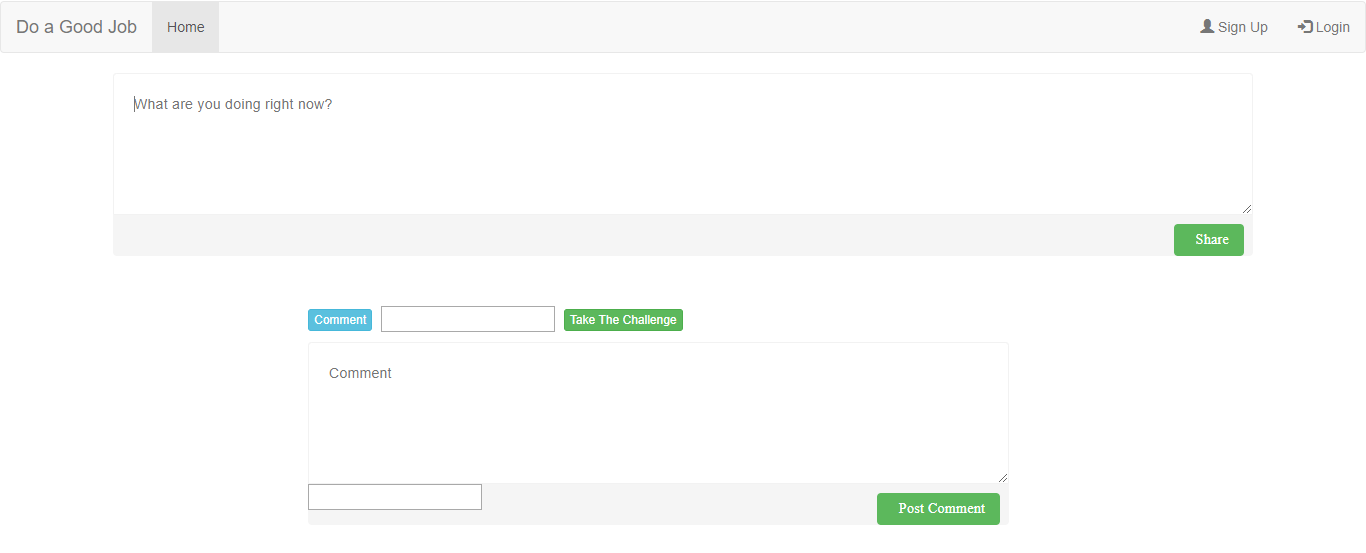 Do a Good Job Home Sign Up Login
What are you doing right now?
Share
Comment Take The Challenge
Comment
Post Comment